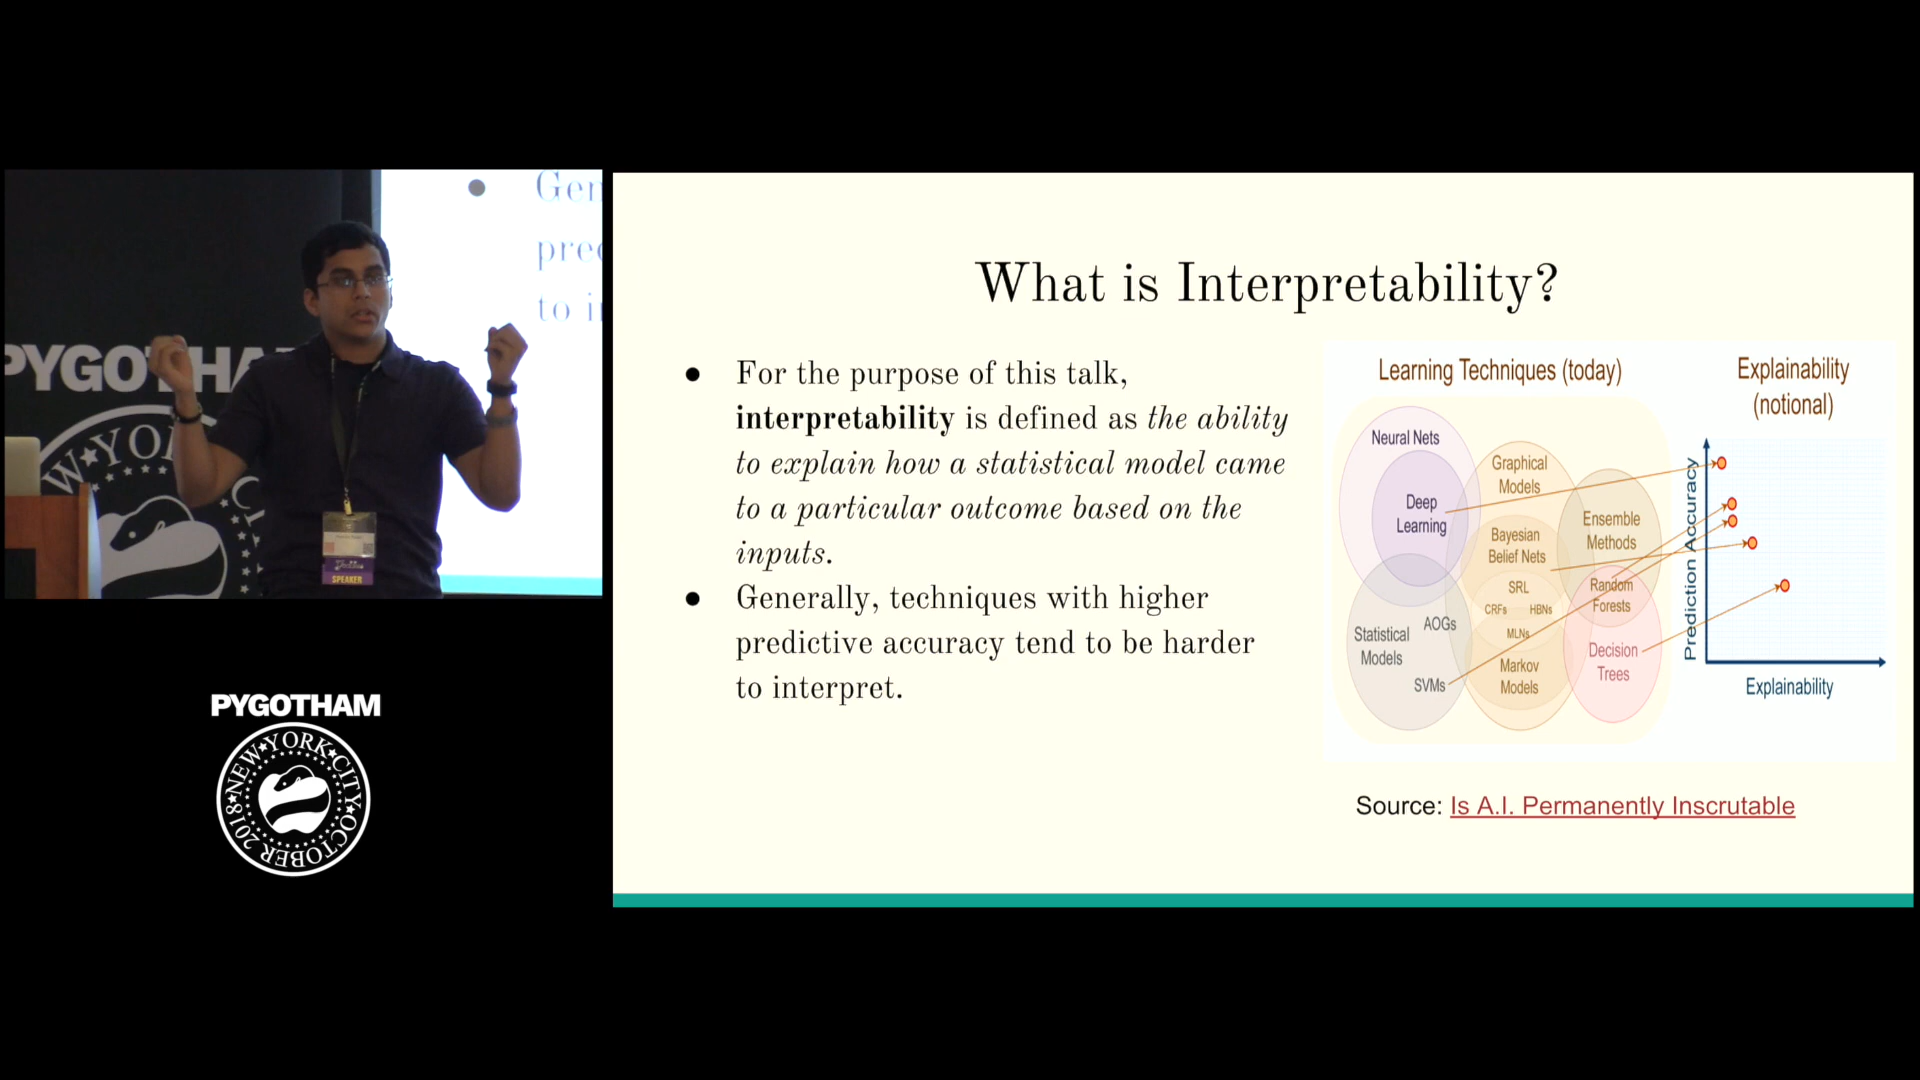 Gen
pred
to in
PYGOTHA
W★YO
SPEAKER
PYGOTHAM
NEW★YORK★CITY★OCTOBER 2018★
What is Interpretability?
● For the purpose of this talk,
interpretability is defined as the ability
to explain how a statistical model came
to a particular outcome based on the
inputs.
● Generally, techniques with higher
predictive accuracy tend to be harder
to interpret.
Learning Techniques (today)
Neural Nets
Deep
Learning
Graphical
Models
Bayesian
Belief Nets
SRL
CRFs HBNs
MLNs
Markov
Models
Ensemble
Methods
Random
Forests
Decision
Trees
Statistical
Models
AOGs
SVMs
Explainability
(notional)
Prediction Accuracy
Explainability
Source: Is A.I. Permanently Inscrutable